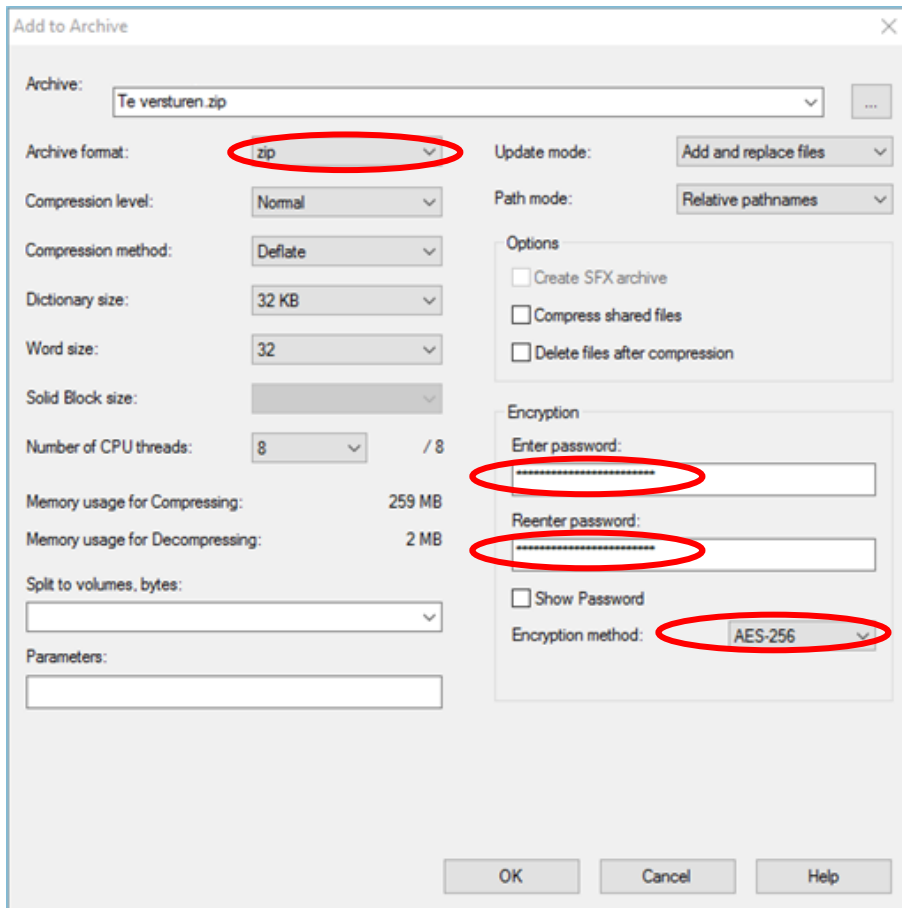 Add to Archive
Archive:
Te versturen.zip
...
Archive format:
zip
Compression level:
Normal
Compression method:
Deflate
Dictionary size:
32 KB
Word size:
32
Solid Block size:
Number of CPU threads:
8
/ 8
Memory usage for Compressing:
259 MB
Memory usage for Decompressing:
2 MB
Split to volumes, bytes:
Parameters:
Update mode:
Add and replace files
Path mode:
Relative pathnames
Options
Create SFX archive
Compress shared files
Delete files after compression
Encryption
Enter password:
Reenter password:
Show Password
Encryption method:
AES-256
OK
Cancel
Help